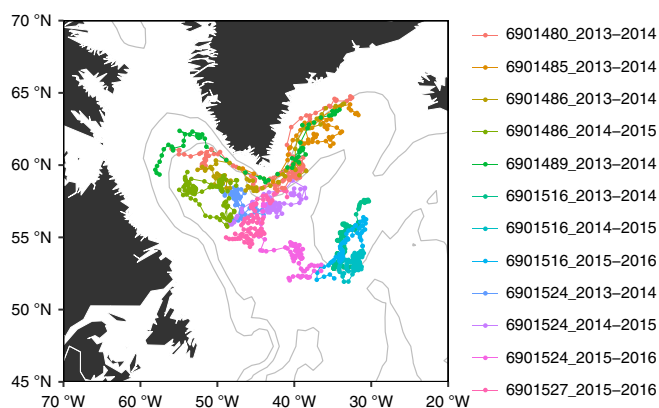 70 °N
65 °N
60 °N
55 °N
50 °N
45 °N
70 °W
60 °W
50 °W
40 °W
30 °W
20 °W
6901480_2013–2014
6901485_2013–2014
6901486_2013–2014
6901486_2014–2015
6901489_2013–2014
6901516_2013–2014
6901516_2014–2015
6901516_2015–2016
6901524_2013–2014
6901524_2014–2015
6901524_2015–2016
6901527_2015–2016